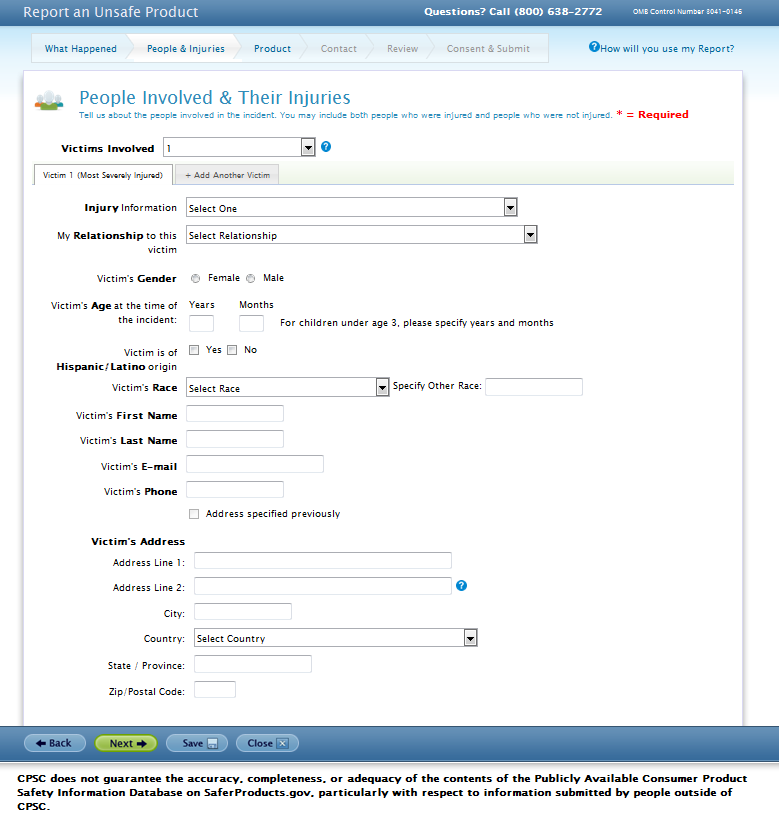 Report an Unsafe Product
Questions? Call (800) 638-2772
OMB Control Number 3041-0146
What Happened
People & Injuries
Product
Contact
Review
Consent & Submit
How will you use my Report?
People Involved & Their Injuries
Tell us about the people involved in the incident. You may include both people who were injured and people who were not injured. * = Required
Victims Involved 1
Victim 1 (Most Severely Injured)
+ Add Another Victim
Injury Information Select One
My Relationship to this Select Relationship
victim
Victim's Gender Female Male
Victim's Age at the time of Years Months
the incident: For children under age 3, please specify years and months
Victim is of Yes No
Hispanic/Latino origin
Victim's Race Select Race Specify Other Race:
Victim's First Name
Victim's Last Name
Victim's E-mail
Victim's Phone
Address specified previously
Victim's Address
Address Line 1:
Address Line 2:
City:
Country: Select Country
State / Province:
Zip/Postal Code:
Back Next Save Close
CPSC does not guarantee the accuracy, completeness, or adequacy of the contents of the Publicly Available Consumer Product
Safety Information Database on SaferProducts.gov, particularly with respect to information submitted by people outside of
CPSC.